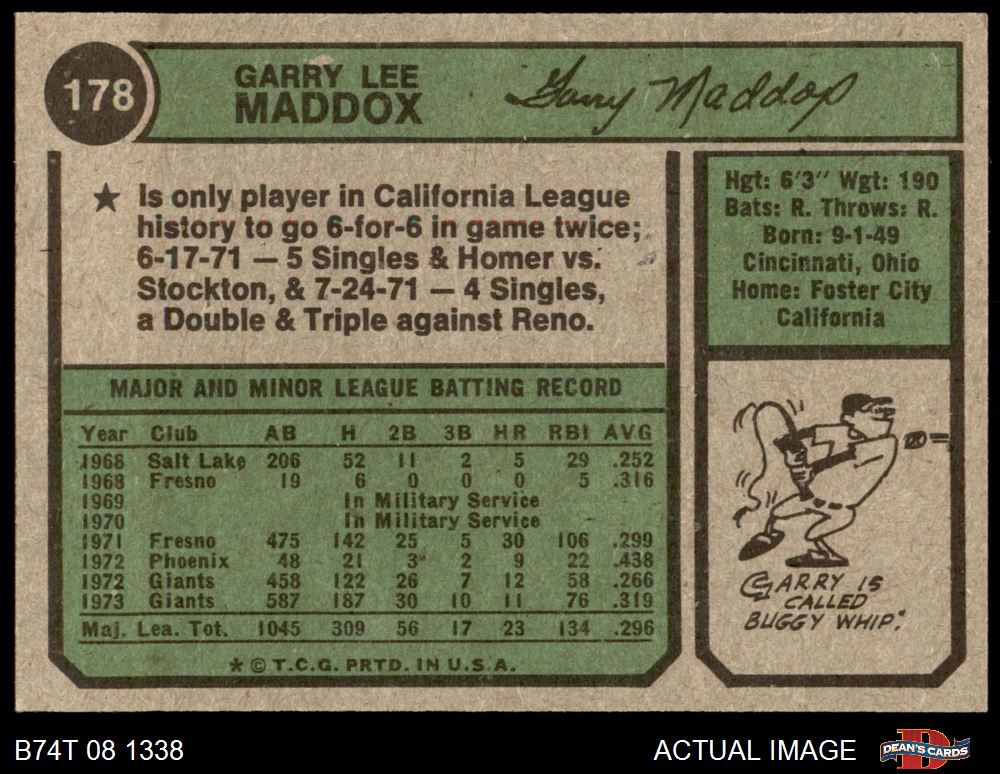 178
GARRY LEE
MADDOX
Garry Maddox
★ Is only player in California League
history to go 6-for-6 in game twice;
6-17-71 — 5 Singles & Homer vs.
Stockton, & 7-24-71 — 4 Singles,
a Double & Triple against Reno.
Hgt: 6'3" Wgt: 190
Bats: R. Throws: R.
Born: 9-1-49
Cincinnati, Ohio
Home: Foster City
California
MAJOR AND MINOR LEAGUE BATTING RECORD
Year Club AB H 2B 3B HR RBI AVG
1968 Salt Lake 206 52 11 2 5 29 .252
1968 Fresno 19 6 0 0 0 5 .316
1969 In Military Service
1970 In Military Service
1971 Fresno 475 142 25 5 30 106 .299
1972 Phoenix 48 21 3 2 9 22 .438
1972 Giants 458 122 26 7 12 58 .266
1973 Giants 587 187 30 10 11 76 .319
Maj. Lea. Tot. 1045 309 56 17 23 134 .296
* © T.C.G. PRTD. IN U.S.A.
GARRY IS
CALLED
BUGGY WHIP."
B74T 08 1338
ACTUAL IMAGE
DEAN'S CARDS